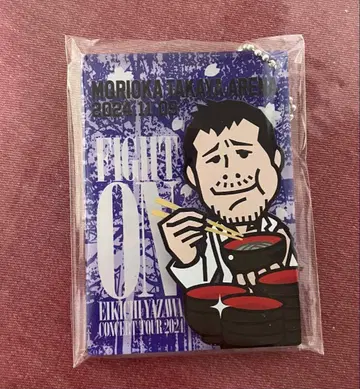 MORIOKA TAKAYA ARENA
2024.11.05
FIGHT
ON
EIKICHI YAZAWA
CONCERT TOUR 2024